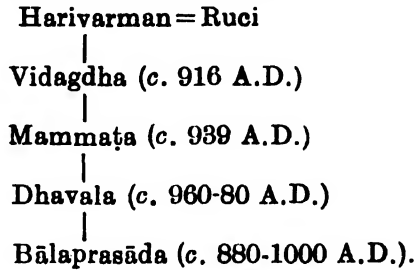 Harivarman=Ruci
Vidagdha (c. 916 A.D.)
Mammaṭa (c. 939 A.D.)
Dhavala (c. 960-80 A.D.)
Bālaprasāda (c. 880-1000 A.D.).